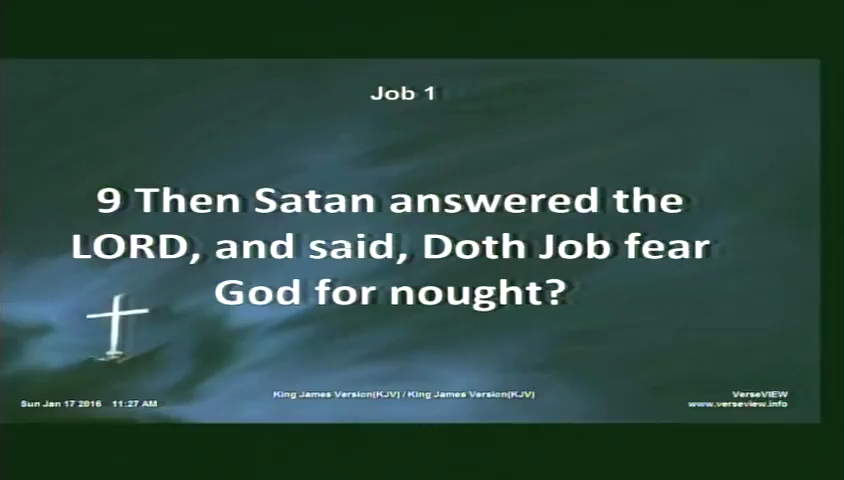 Job 1
9 Then Satan answered the
LORD, and said, Doth Job fear
God for nought?
King James Version(KJV) / King James Version(KJV)
Sun Jan 17 2016   11:27 AM
VerseVIEW
www.verseview.info